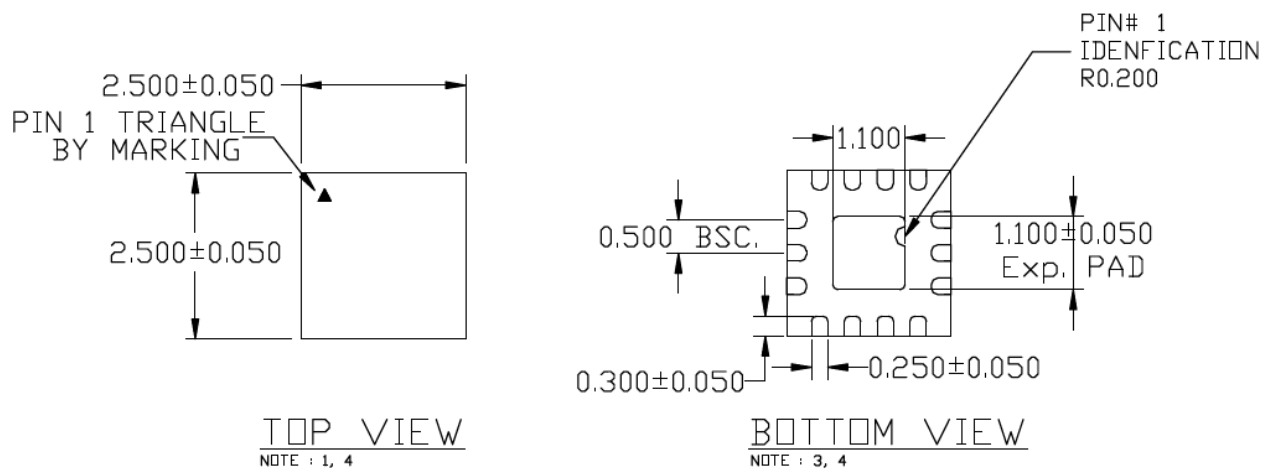 2.500±0.050
PIN 1 TRIANGLE
BY MARKING
2.500±0.050
TOP VIEW
NOTE : 1, 4
PIN# 1
IDENFICATION
R0.200
1.100
0.500 BSC.
1.100±0.050
Exp. PAD
0.300±0.050
0.250±0.050
BOTTOM VIEW
NOTE : 3, 4